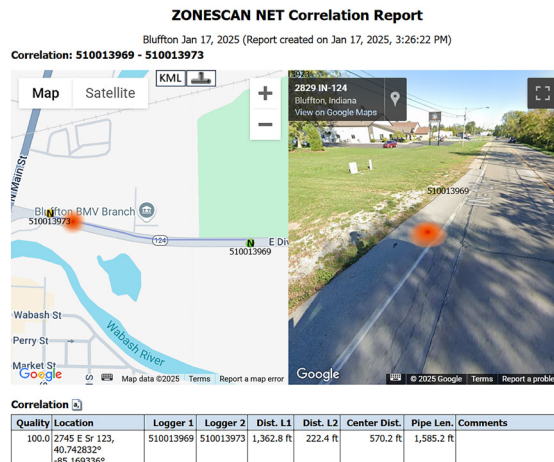 ZONESCAN NET Correlation Report
Bluffton Jan 17, 2025 (Report created on Jan 17, 2025, 3:26:22 PM)
Correlation: 510013969 - 510013973
KML
Map Satellite
+
−
N Main St
Bluffton BMV Branch
510013973
124
510013969
E Di
Wabash St
Perry St
Market St
Wabash River
Google
Map data ©2025 Terms Report a map error
2829 IN-124
Bluffton, Indiana
View on Google Maps
510013969
Google
© 2025 Google Terms Report a proble
Correlation
Quality Location Logger 1 Logger 2 Dist. L1 Dist. L2 Center Dist. Pipe Len. Comments
100.0 2745 E Sr 123, 510013969 510013973 1,362.8 ft 222.4 ft 570.2 ft 1,585.2 ft
40.742832°
-85.169336°